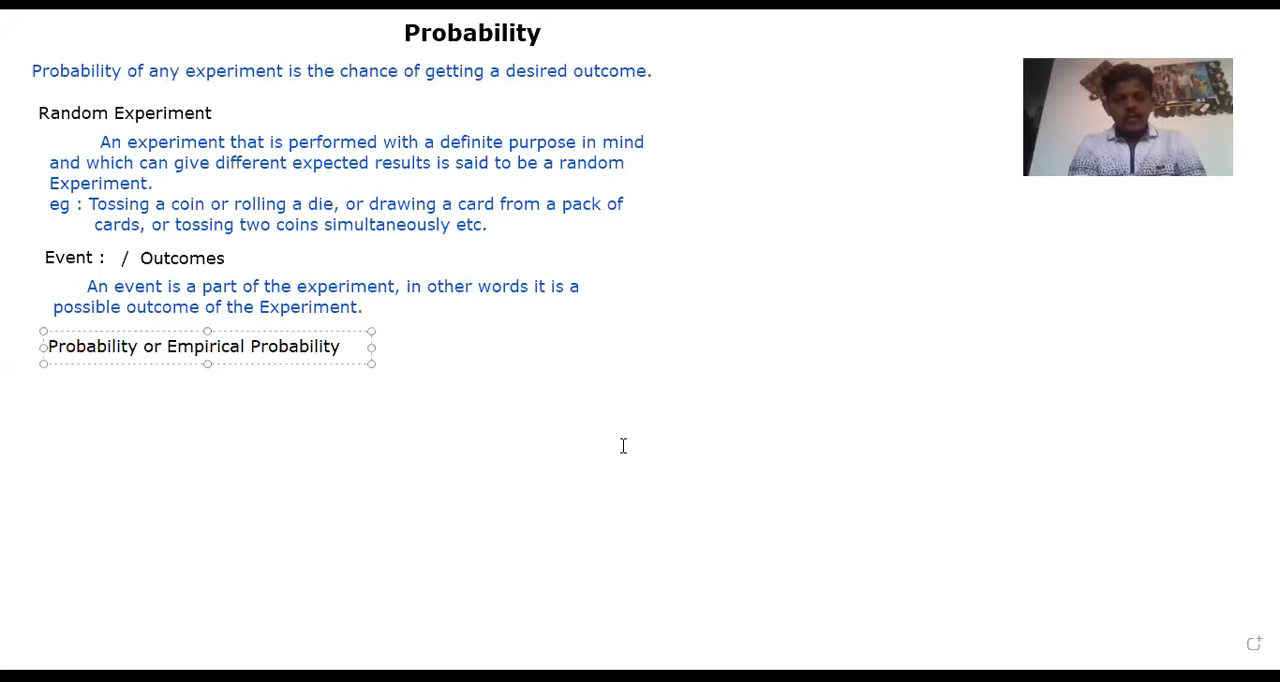 Probability
Probability of any experiment is the chance of getting a desired outcome.
Random Experiment
An experiment that is performed with a definite purpose in mind
and which can give different expected results is said to be a random
Experiment.
eg : Tossing a coin or rolling a die, or drawing a card from a pack of
cards, or tossing two coins simultaneously etc.
Event : / Outcomes
An event is a part of the experiment, in other words it is a
possible outcome of the Experiment.
Probability or Empirical Probability